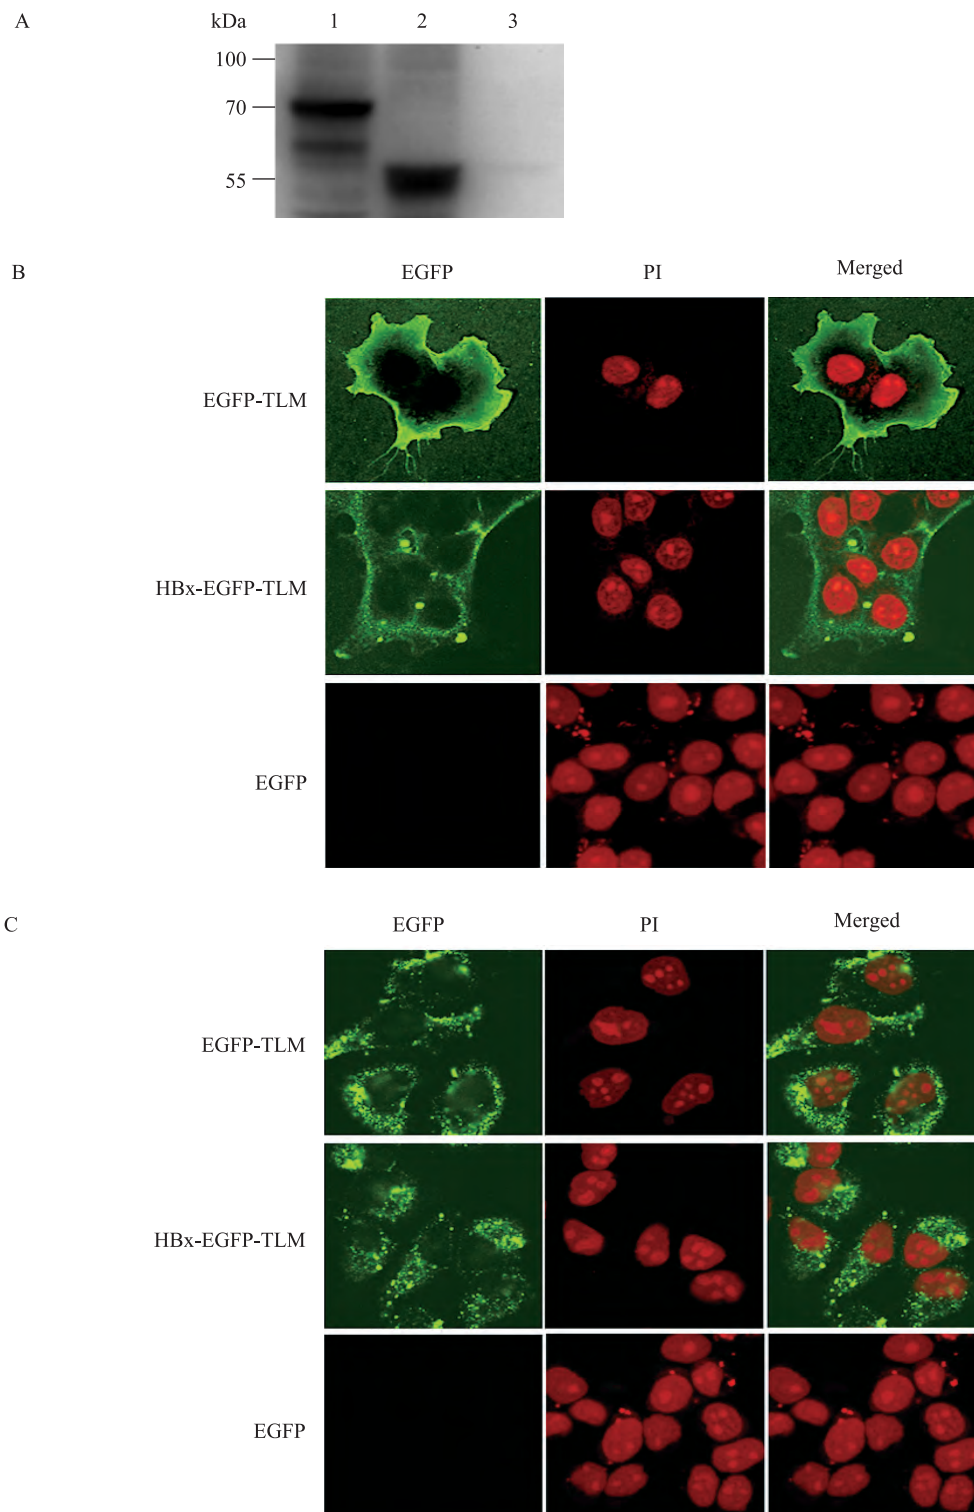 A kDa 1 2 3
100
70
55
B EGFP PI Merged
EGFP-TLM
HBx-EGFP-TLM
EGFP
C EGFP PI Merged
EGFP-TLM
HBx-EGFP-TLM
EGFP